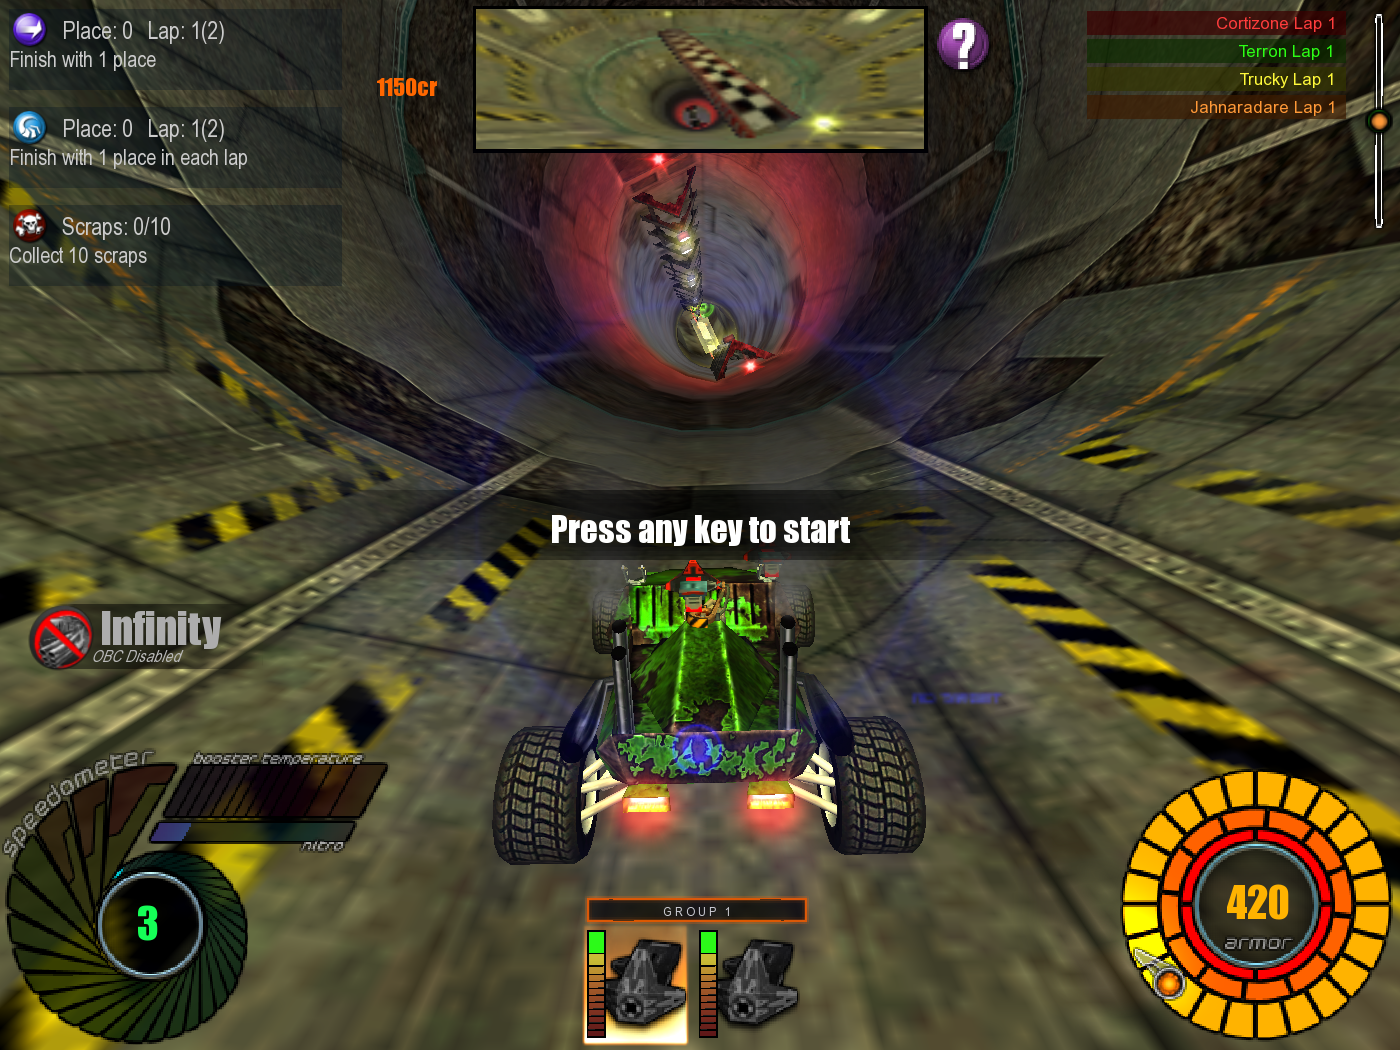 Place: 0 Lap: 1(2)
Finish with 1 place
Place: 0 Lap: 1(2)
Finish with 1 place in each lap
Scraps: 0/10
Collect 10 scraps
1150cr
?
Cortizone Lap 1
Terron Lap 1
Trucky Lap 1
Jahnaradare Lap 1
Press any key to start
Infinity
OBC Disabled
speedometer
booster temperature
nitro
3
GROUP 1
420
armor